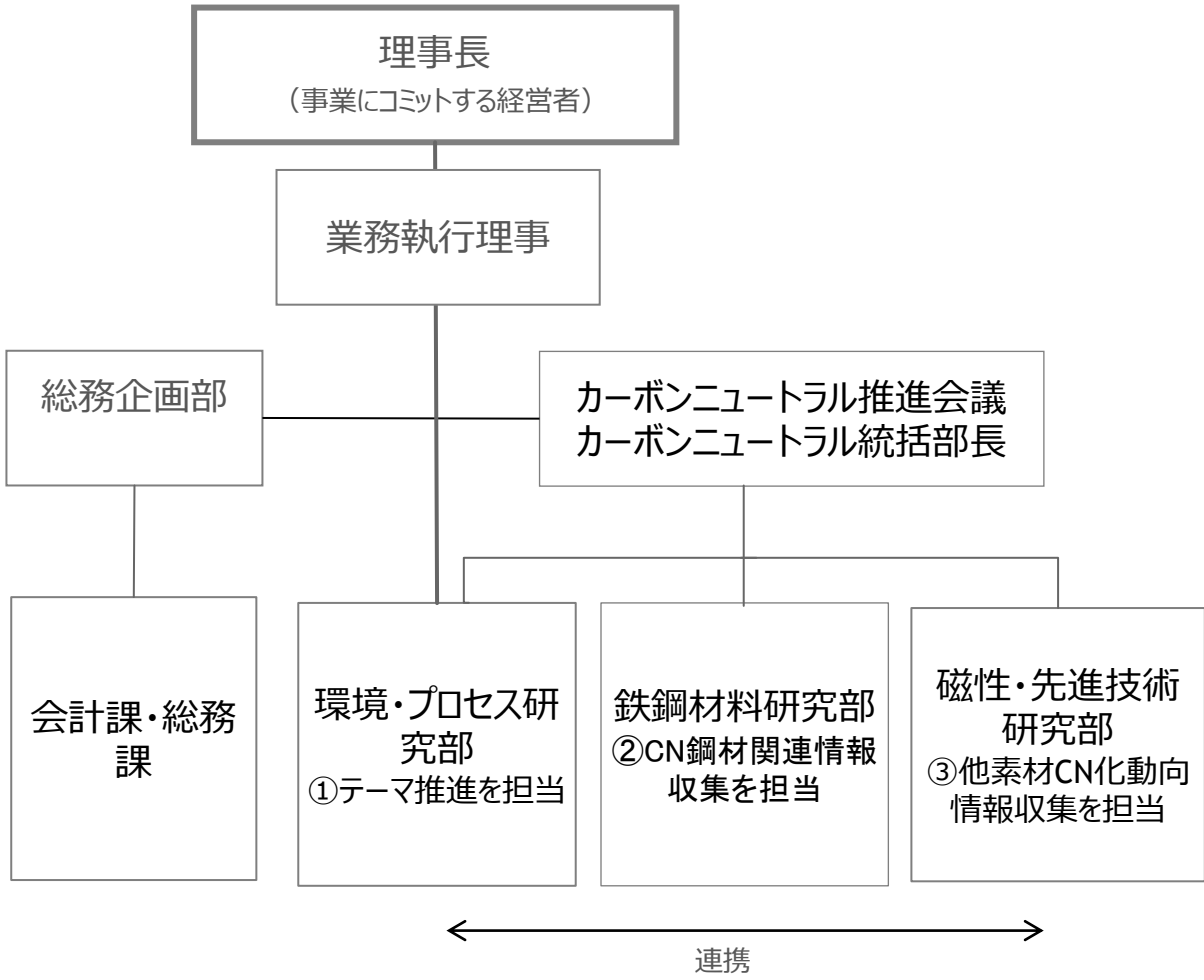 理事長
（事業にコミットする経営者）
業務執行理事
総務企画部
カーボンニュートラル推進会議
カーボンニュートラル統括部長
会計課・総務
課
環境・プロセス研
究部
①テーマ推進を担当
鉄鋼材料研究部
②CN鋼材関連情報
収集を担当
磁性・先進技術
研究部
③他素材CN化動向
情報収集を担当
連携